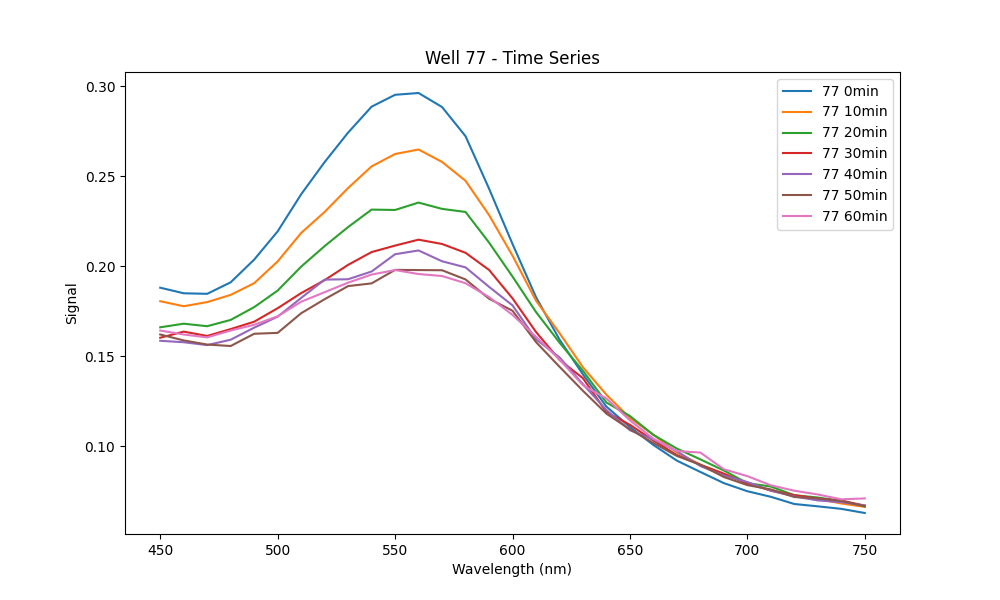 Well 77 - Time Series
Signal
0.30
0.25
0.20
0.15
0.10
450
500
550
600
650
700
750
Wavelength (nm)
77 0min
77 10min
77 20min
77 30min
77 40min
77 50min
77 60min